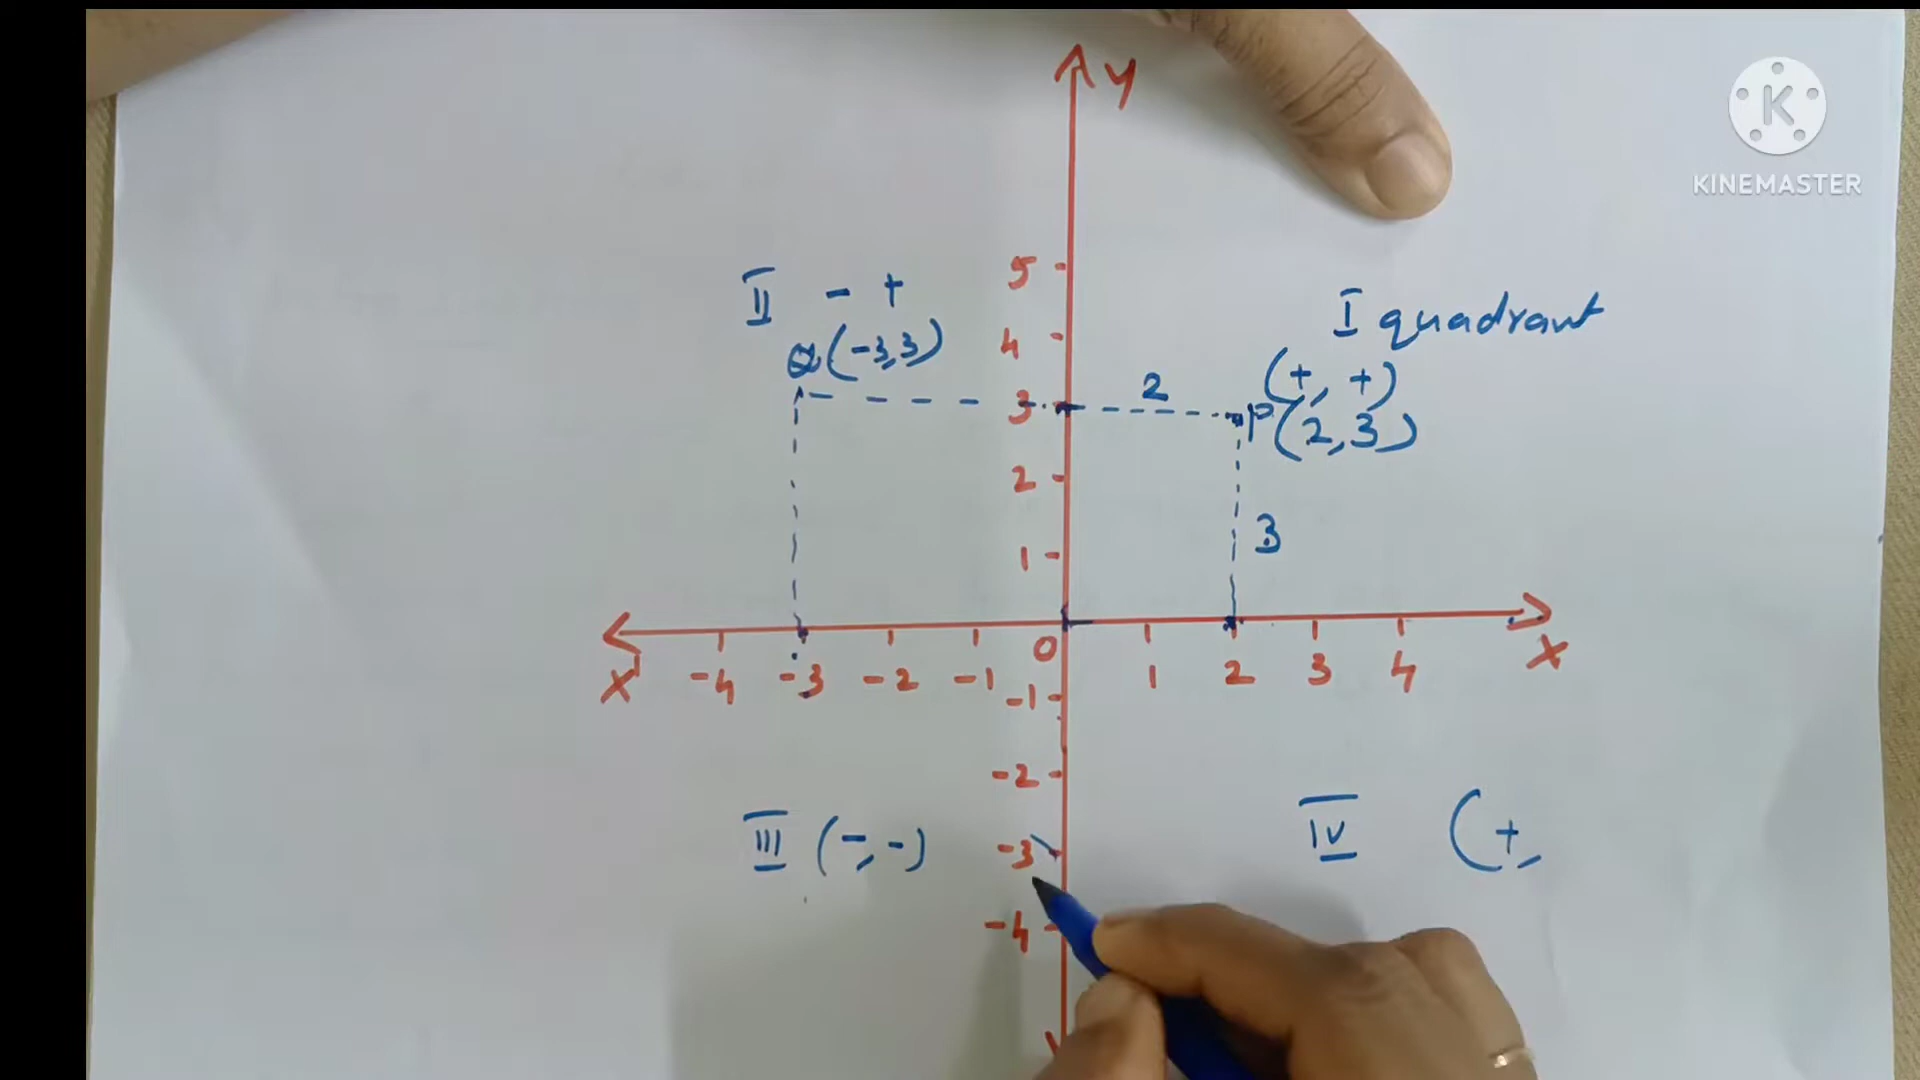 Y
KINEMASTER
5
II - +
I quadrant
Q(-3,3)
4
(+, +)
2
3
P(2,3)
2
3
1
X' -4 -3 -2 -1 0 1 2 3 4 X
-1
-2
III (-,-)
-3
IV (+,
-4